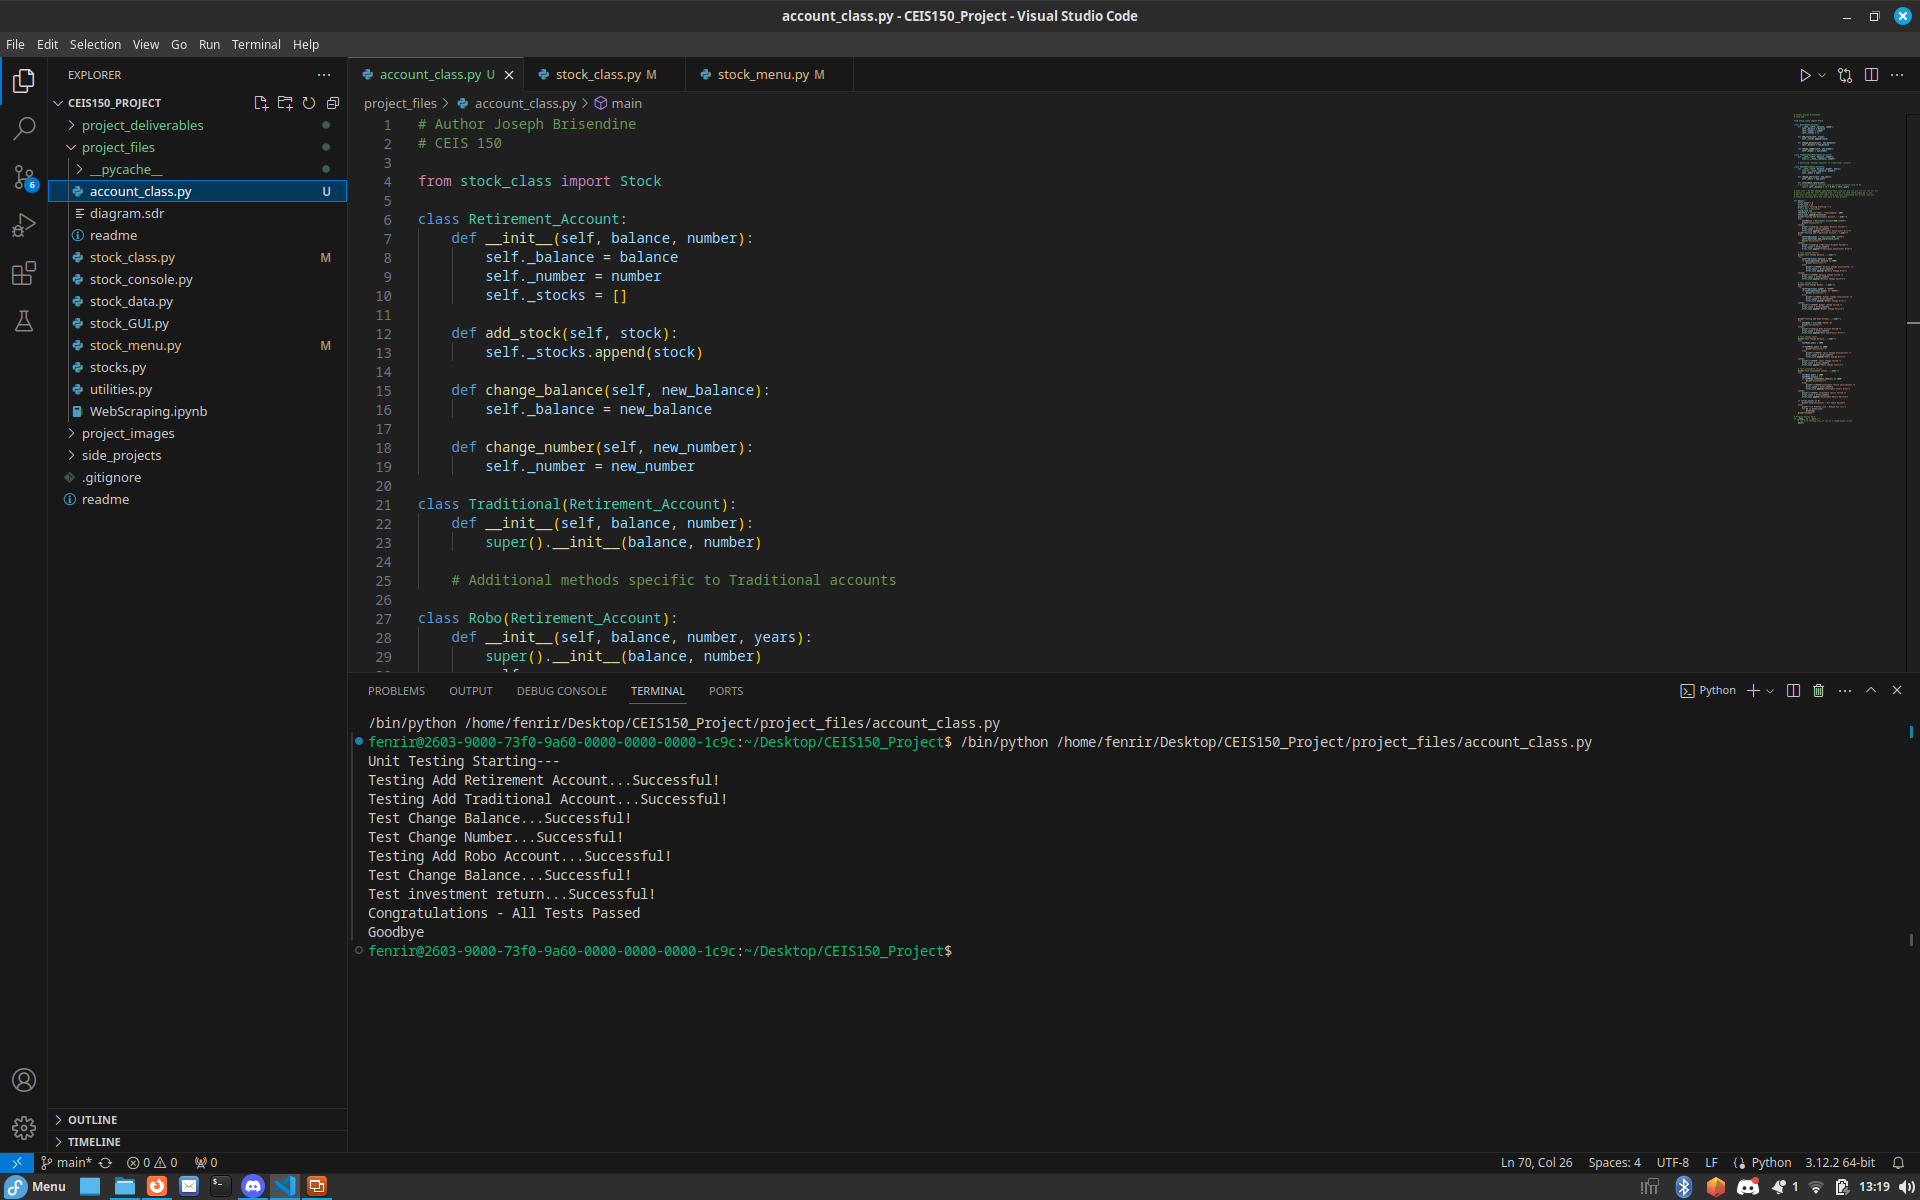 account_class.py - CEIS150_Project - Visual Studio Code
File Edit Selection View Go Run Terminal Help
EXPLORER
CEIS150_PROJECT
project_deliverables
project_files
__pycache__
account_class.py U
diagram.sdr
readme
stock_class.py M
stock_console.py
stock_data.py
stock_GUI.py
stock_menu.py M
stocks.py
utilities.py
WebScraping.ipynb
project_images
side_projects
.gitignore
readme
OUTLINE
TIMELINE
6
account_class.py U
stock_class.py M
stock_menu.py M
project_files > account_class.py > main
1 # Author Joseph Brisendine
2 # CEIS 150
3
4 from stock_class import Stock
5
6 class Retirement_Account:
7 def __init__(self, balance, number):
8 self._balance = balance
9 self._number = number
10 self._stocks = []
11
12 def add_stock(self, stock):
13 self._stocks.append(stock)
14
15 def change_balance(self, new_balance):
16 self._balance = new_balance
17
18 def change_number(self, new_number):
19 self._number = new_number
20
21 class Traditional(Retirement_Account):
22 def __init__(self, balance, number):
23 super().__init__(balance, number)
24
25 # Additional methods specific to Traditional accounts
26
27 class Robo(Retirement_Account):
28 def __init__(self, balance, number, years):
29 super().__init__(balance, number)
PROBLEMS OUTPUT DEBUG CONSOLE TERMINAL PORTS
Python
/bin/python /home/fenrir/Desktop/CEIS150_Project/project_files/account_class.py
fenrir@2603-9000-73f0-9a60-0000-0000-0000-1c9c:~/Desktop/CEIS150_Project$ /bin/python /home/fenrir/Desktop/CEIS150_Project/project_files/account_class.py
Unit Testing Starting---
Testing Add Retirement Account...Successful!
Testing Add Traditional Account...Successful!
Test Change Balance...Successful!
Test Change Number...Successful!
Testing Add Robo Account...Successful!
Test Change Balance...Successful!
Test investment return...Successful!
Congratulations - All Tests Passed
Goodbye
fenrir@2603-9000-73f0-9a60-0000-0000-0000-1c9c:~/Desktop/CEIS150_Project$
main* 0 0 0
Ln 70, Col 26 Spaces: 4 UTF-8 LF Python 3.12.2 64-bit
Menu
1 13:19